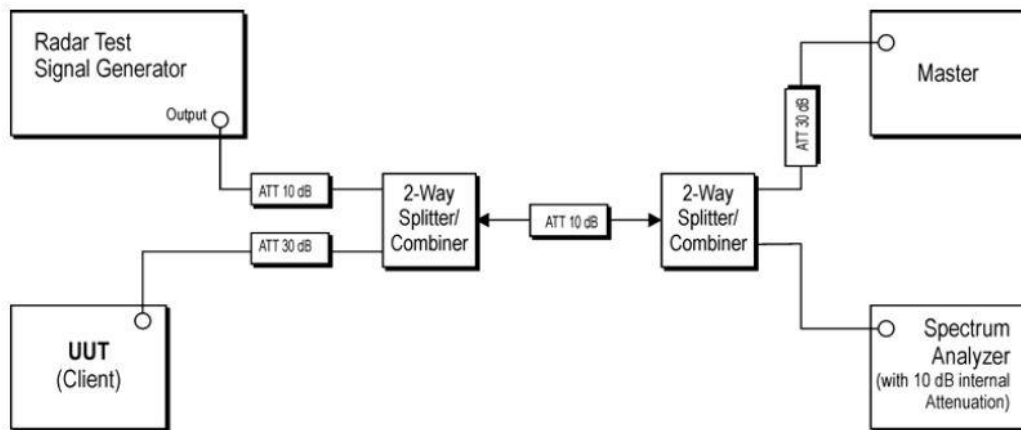 Radar Test
Signal Generator
Output
ATT 10 dB
ATT 30 dB
UUT
(Client)
2-Way
Splitter/
Combiner
ATT 10 dB
2-Way
Splitter/
Combiner
ATT 30 dB
Master
Spectrum
Analyzer
(with 10 dB internal
Attenuation)